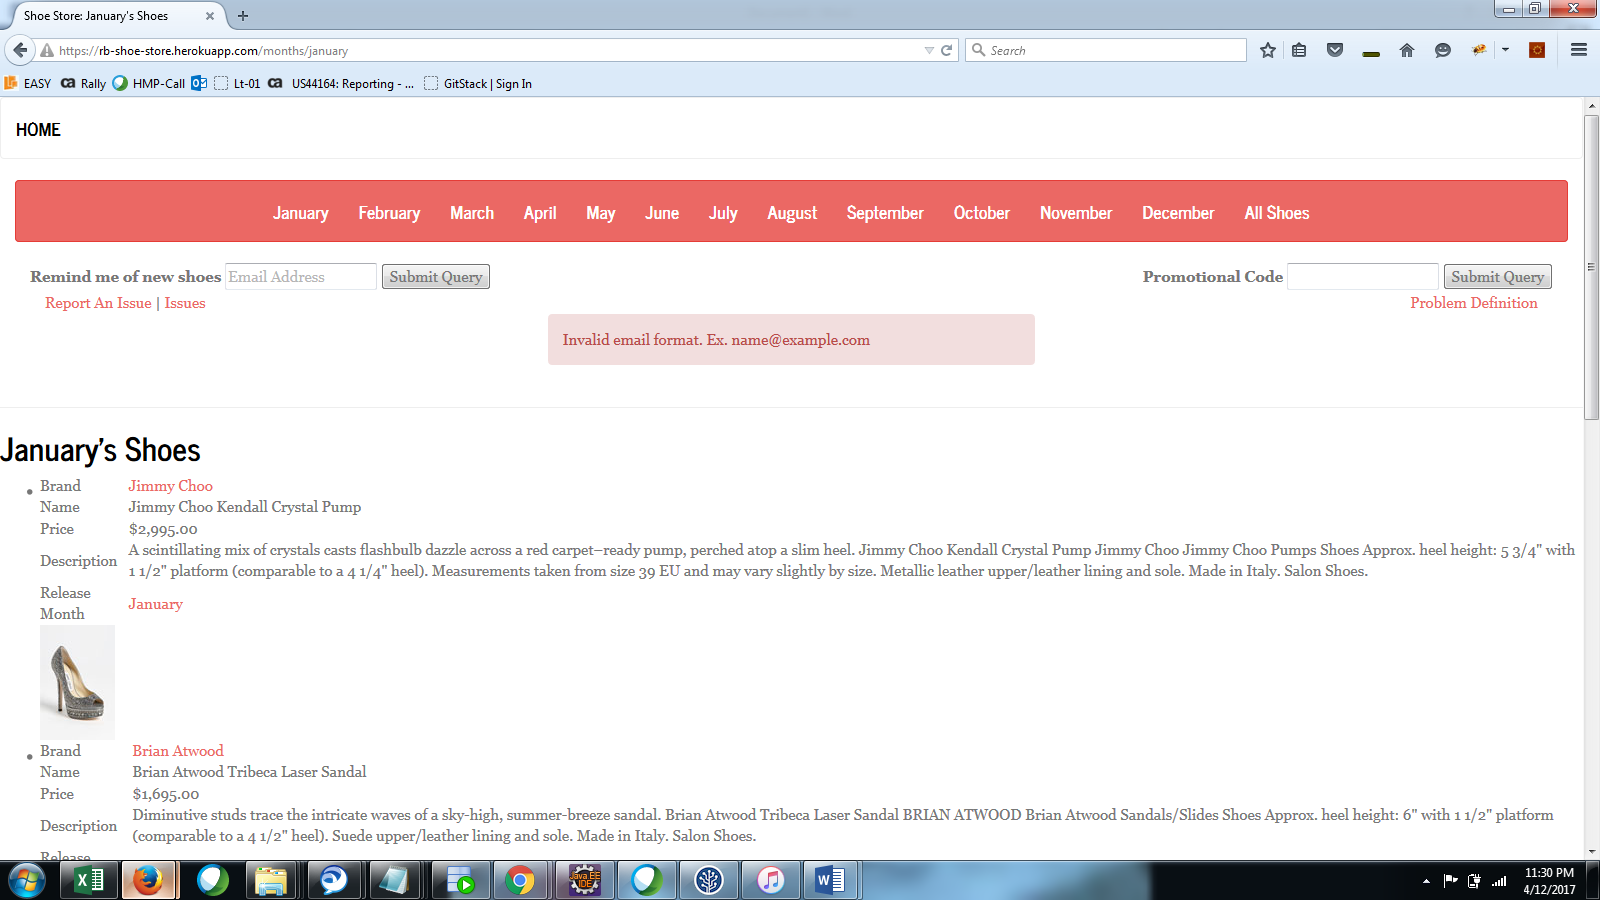 Shoe Store: January's Shoes
https://rb-shoe-store.herokuapp.com/months/january
Search
EASY
Rally
HMP-Call
Lt-01
US44164: Reporting - ...
GitStack | Sign In
HOME
January February March April May June July August September October November December All Shoes
Remind me of new shoes Email Address Submit Query
Promotional Code Submit Query
Report An Issue | Issues
Problem Definition
Invalid email format. Ex. name@example.com
January's Shoes
Brand Jimmy Choo
Name Jimmy Choo Kendall Crystal Pump
Price $2,995.00
Description A scintillating mix of crystals casts flashbulb dazzle across a red carpet–ready pump, perched atop a slim heel. Jimmy Choo Kendall Crystal Pump Jimmy Choo Jimmy Choo Pumps Shoes Approx. heel height: 5 3/4" with
1 1/2" platform (comparable to a 4 1/4" heel). Measurements taken from size 39 EU and may vary slightly by size. Metallic leather upper/leather lining and sole. Made in Italy. Salon Shoes.
Release
Month January
Brand Brian Atwood
Name Brian Atwood Tribeca Laser Sandal
Price $1,695.00
Description Diminutive studs trace the intricate waves of a sky-high, summer-breeze sandal. Brian Atwood Tribeca Laser Sandal BRIAN ATWOOD Brian Atwood Sandals/Slides Shoes Approx. heel height: 6" with 1 1/2" platform
(comparable to a 4 1/2" heel). Suede upper/leather lining and sole. Made in Italy. Salon Shoes.
Release
Java EE
IDE
11:30 PM
4/12/2017